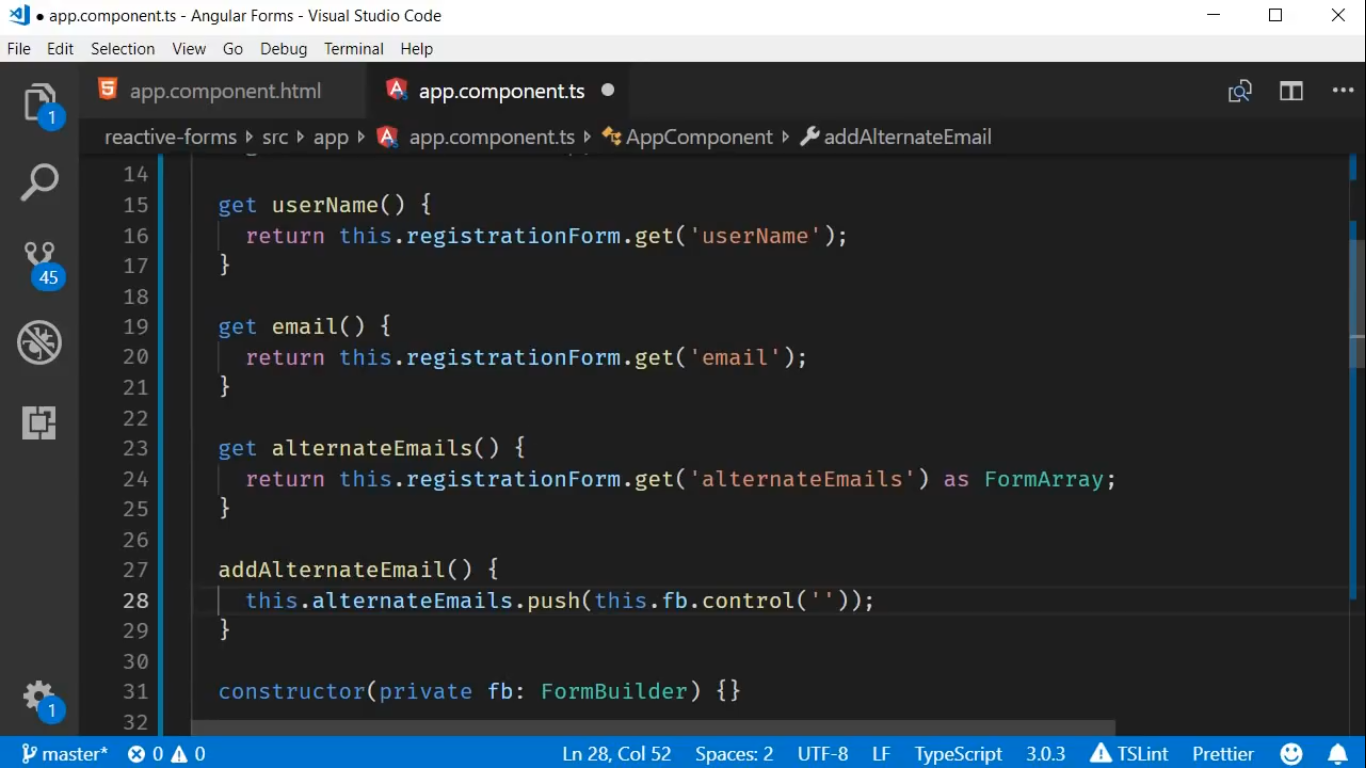 app.component.ts - Angular Forms - Visual Studio Code
File Edit Selection View Go Debug Terminal Help
app.component.html app.component.ts
1
reactive-forms src app app.component.ts AppComponent addAlternateEmail
14
15 get userName() {
16 return this.registrationForm.get('userName');
17 }
18
45
19 get email() {
20 return this.registrationForm.get('email');
21 }
22
23 get alternateEmails() {
24 return this.registrationForm.get('alternateEmails') as FormArray;
25 }
26
27 addAlternateEmail() {
28 this.alternateEmails.push(this.fb.control(''));
29 }
30
31 constructor(private fb: FormBuilder) {}
1
32
master* 0 0 Ln 28, Col 52 Spaces: 2 UTF-8 LF TypeScript 3.0.3 TSLint Prettier